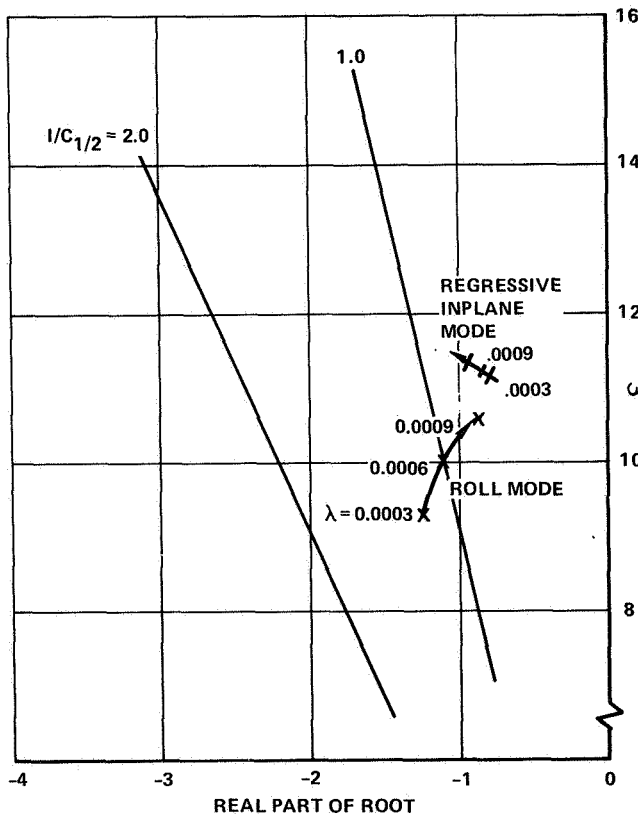 16
1.0
I/C1/2 = 2.0
14
REGRESSIVE
INPLANE
MODE
12
.0009
.0003
ω
0.0009
0.0006
10
ROLL MODE
λ = 0.0003
8
-4
-3
-2
-1
0
REAL PART OF ROOT